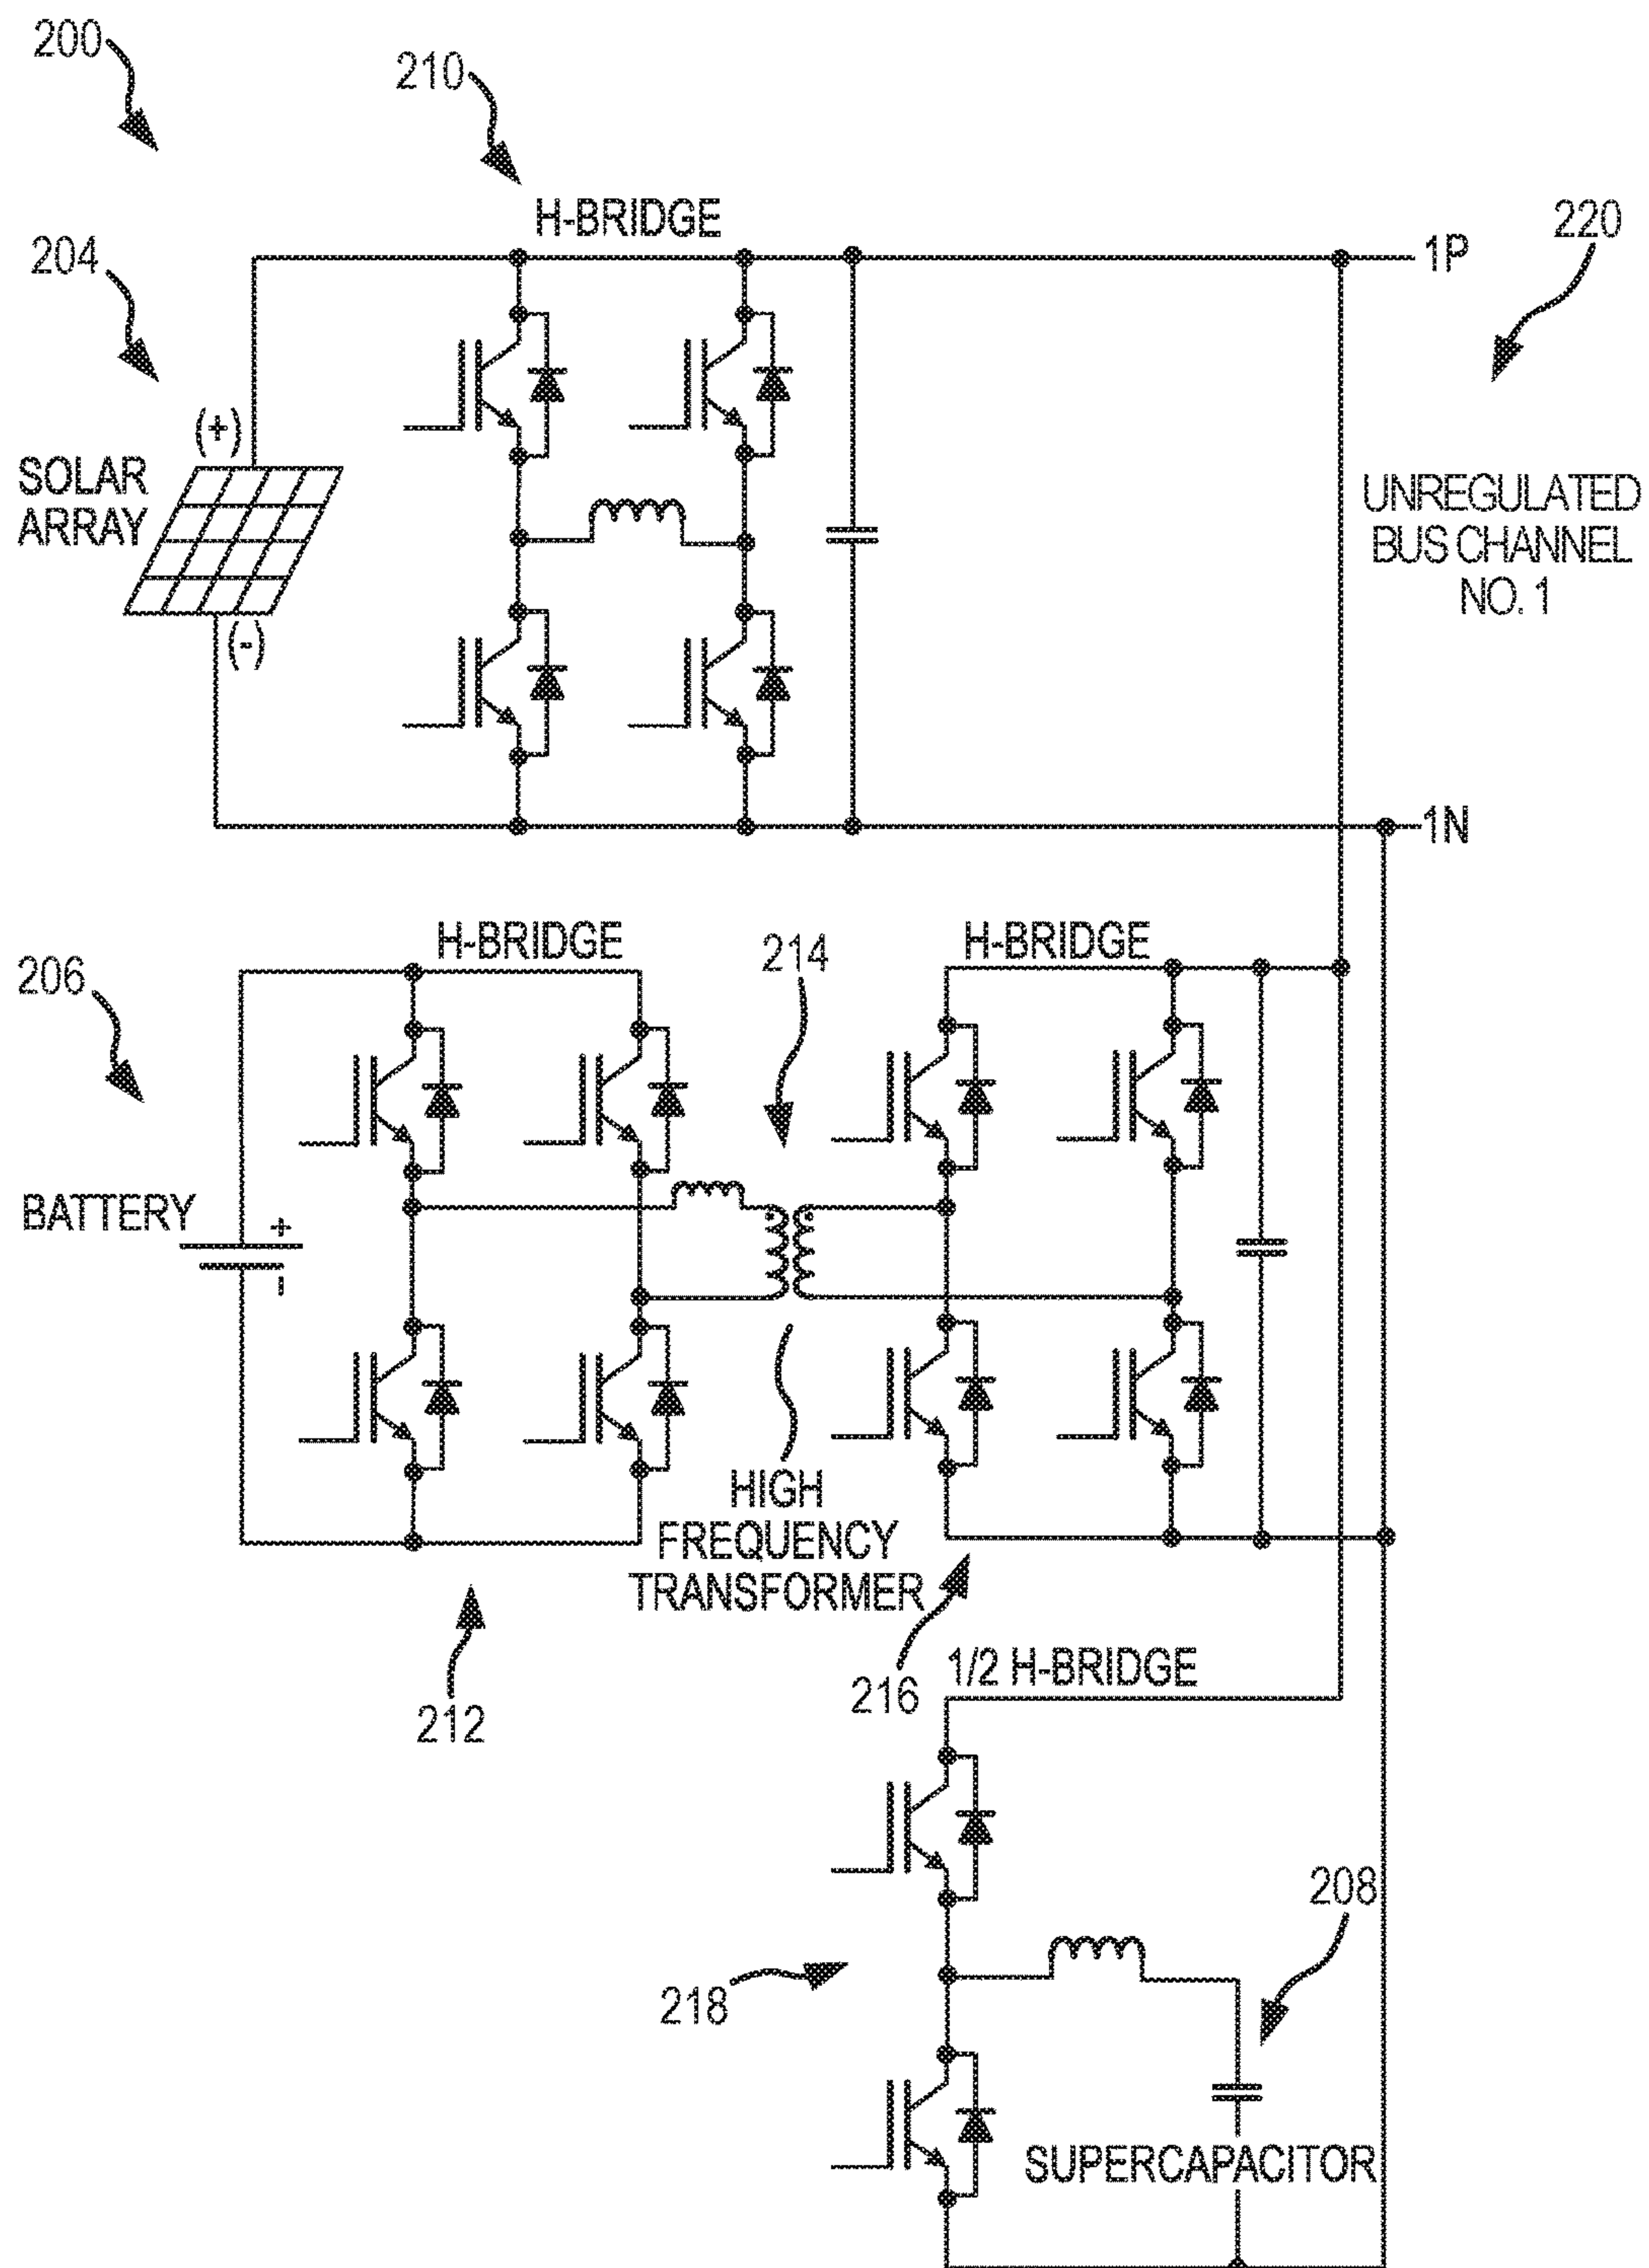 200
210
H-BRIDGE
220
204
1P
(+)
SOLAR
ARRAY
UNREGULATED
BUS CHANNEL
NO. 1
(-)
1N
H-BRIDGE
214
H-BRIDGE
206
BATTERY
+
-
HIGH
FREQUENCY
TRANSFORMER
212
216
1/2 H-BRIDGE
208
218
SUPERCAPACITOR